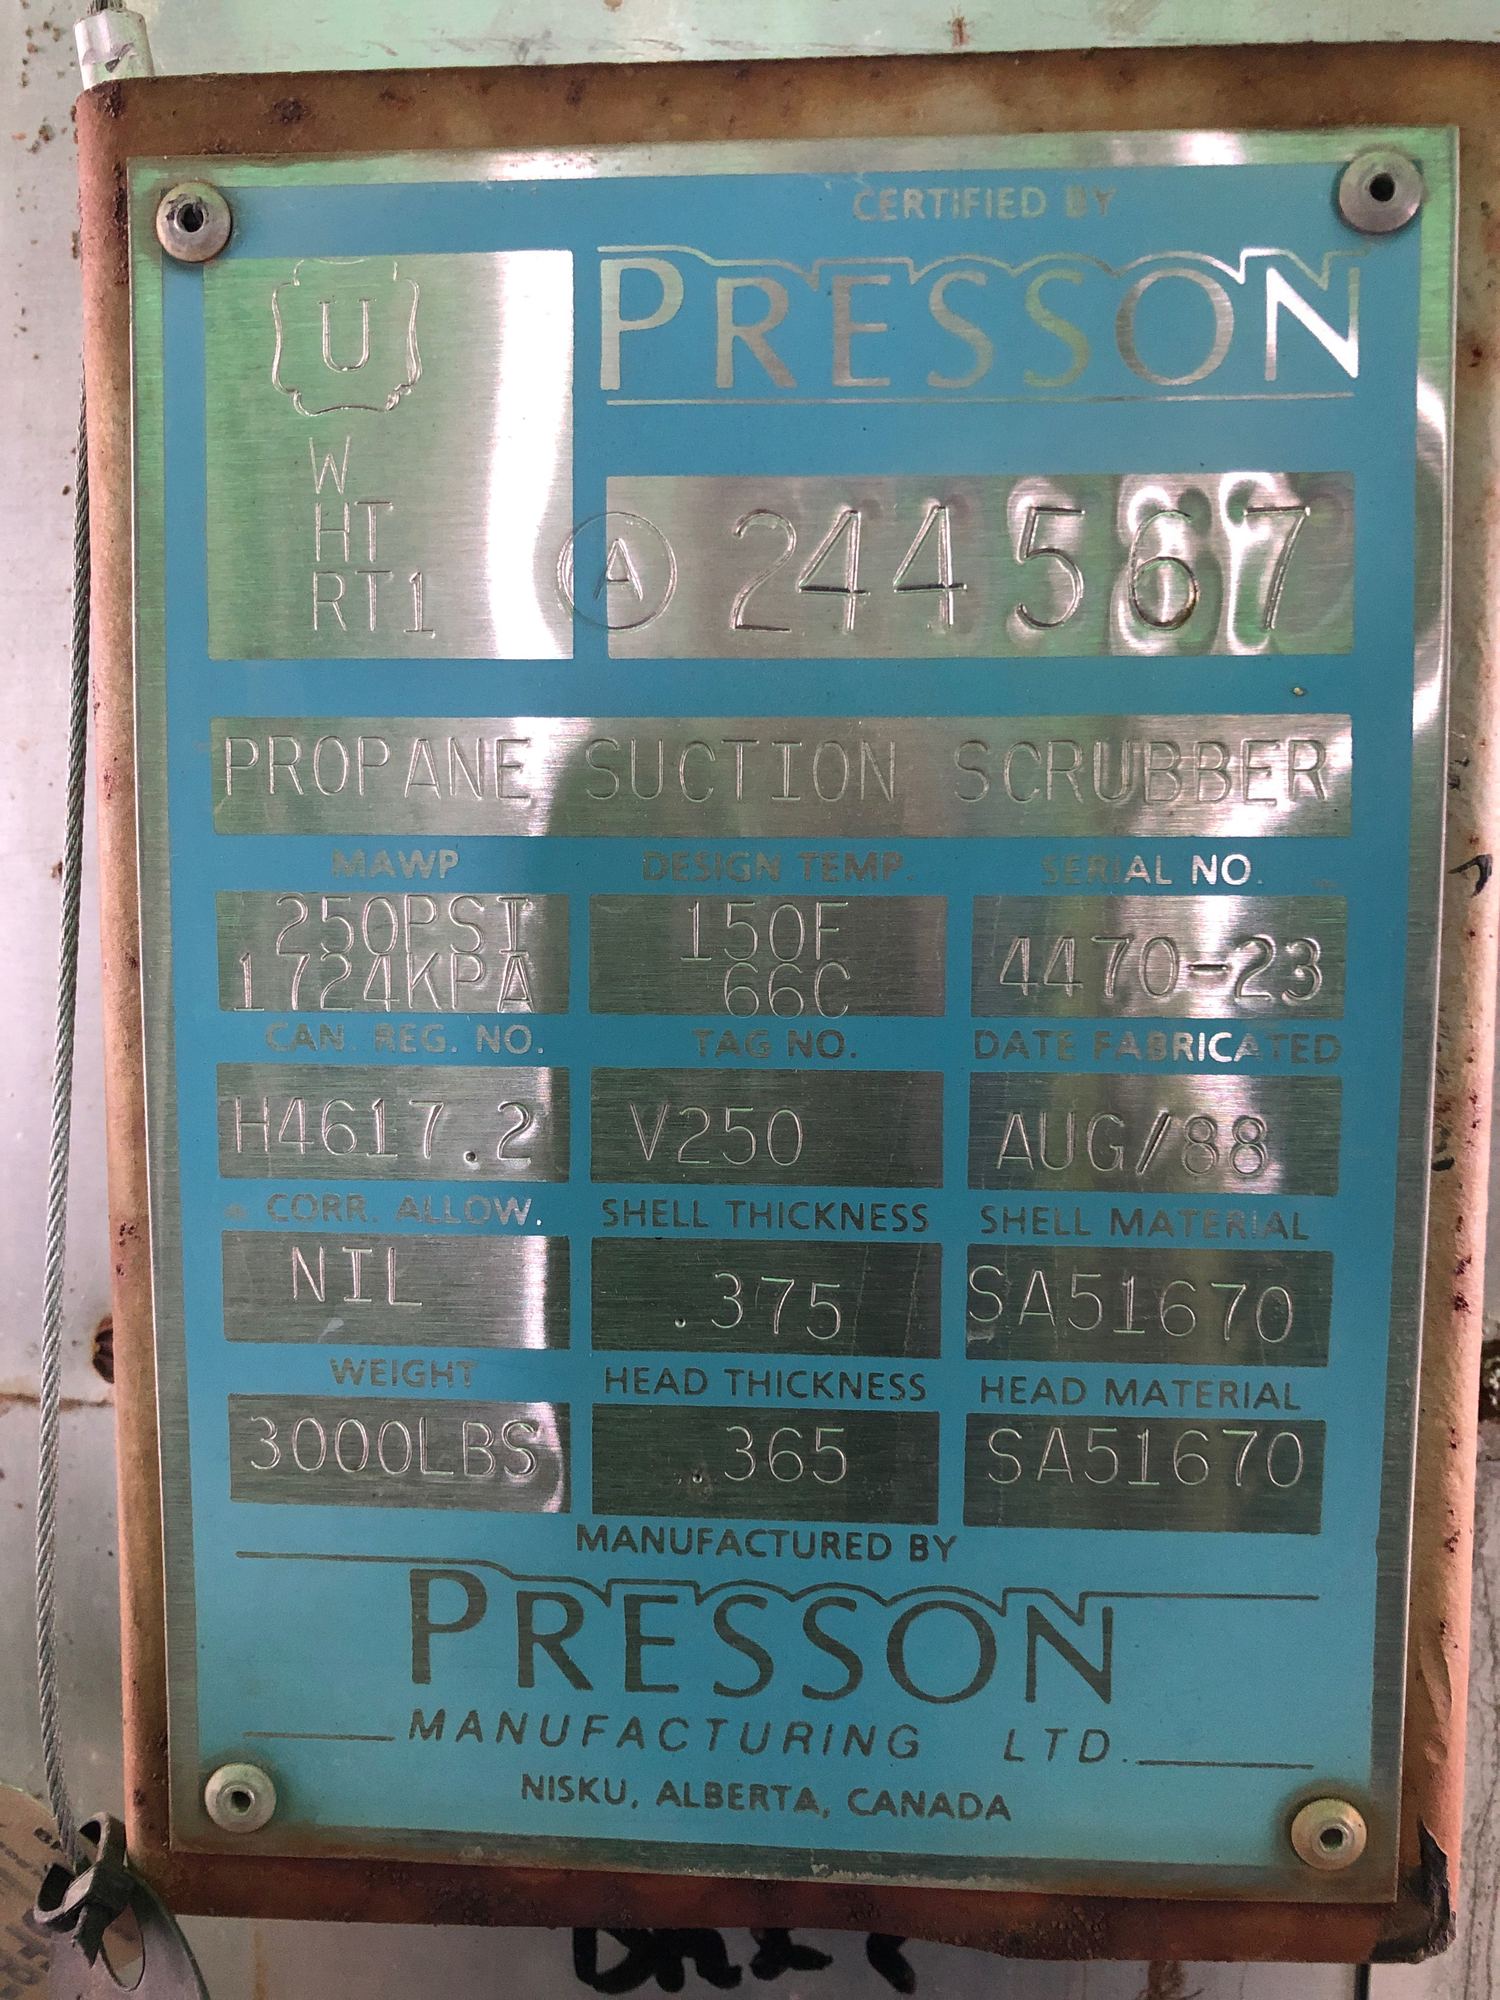 CERTIFIED BY
PRESSON
U
W
HT
RT1
A 244567
PROPANE SUCTION SCRUBBER
MAWP DESIGN TEMP. SERIAL NO.
250PSI 150F 4470-23
1724KPA 66C
CAN. REG. NO. TAG NO. DATE FABRICATED
H4617.2 V250 AUG/88
CORR. ALLOW. SHELL THICKNESS SHELL MATERIAL
NIL .375 SA51670
WEIGHT HEAD THICKNESS HEAD MATERIAL
3000LBS .365 SA51670
MANUFACTURED BY
PRESSON
MANUFACTURING LTD.
NISKU, ALBERTA, CANADA